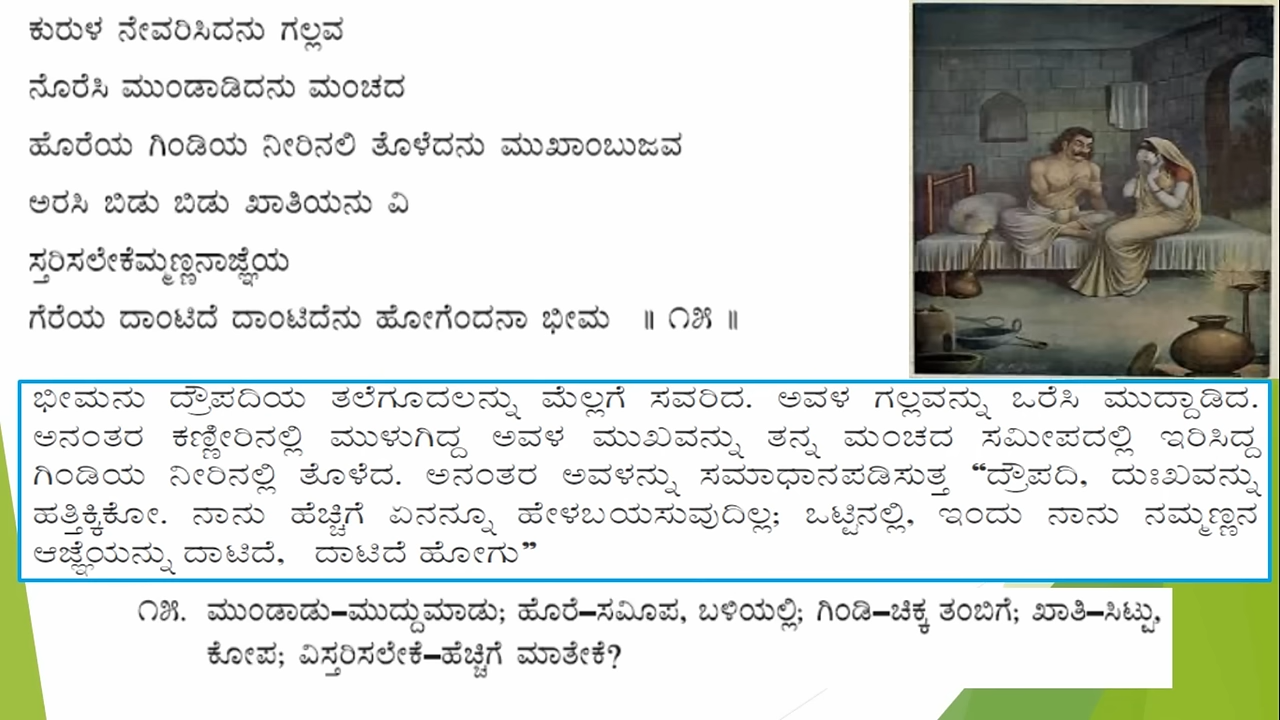 ಕುರುಳ ನೇವರಿಸಿದನು ಗಲ್ಲವ
ನೊರೆಸಿ ಮುಂಡಾಡಿದನು ಮಂಚದ
ಹೊರೆಯ ಗಿಂಡಿಯ ನೀರಿನಲಿ ತೊಳೆದನು ಮುಖಾಂಬುಜವ
ಅರಸಿ ಬಿಡು ಬಿಡು ಖಾತಿಯನು ವಿ
ಸ್ತರಿಸಲೇಕೆಮ್ಮಣ್ಣನಾಜ್ಞೆಯ
ಗೆರೆಯ ದಾಂಟಿದೆ ದಾಂಟಿದೆನು ಹೋಗೆಂದನಾ ಭೀಮ ॥ ೧೫ ॥
ಭೀಮನು ದ್ರೌಪದಿಯ ತಲೆಗೂದಲನ್ನು ಮೆಲ್ಲಗೆ ಸವರಿದ. ಅವಳ ಗಲ್ಲವನ್ನು ಒರೆಸಿ ಮುದ್ದಾಡಿದ.
ಅನಂತರ ಕಣ್ಣೀರಿನಲ್ಲಿ ಮುಳುಗಿದ್ದ ಅವಳ ಮುಖವನ್ನು ತನ್ನ ಮಂಚದ ಸಮೀಪದಲ್ಲಿ ಇರಿಸಿದ್ದ
ಗಿಂಡಿಯ ನೀರಿನಲ್ಲಿ ತೊಳೆದ. ಅನಂತರ ಅವಳನ್ನು ಸಮಾಧಾನಪಡಿಸುತ್ತ “ದ್ರೌಪದಿ, ದುಃಖವನ್ನು
ಹತ್ತಿಕ್ಕಿಕೋ. ನಾನು ಹೆಚ್ಚಿಗೆ ಏನನ್ನೂ ಹೇಳಬಯಸುವುದಿಲ್ಲ; ಒಟ್ಟಿನಲ್ಲಿ, ಇಂದು ನಾನು ನಮ್ಮಣ್ಣನ
ಆಜ್ಞೆಯನ್ನು ದಾಟಿದೆ, ದಾಟಿದೆ ಹೋಗು”
೧೫. ಮುಂಡಾಡು–ಮುದ್ದುಮಾಡು; ಹೊರೆ–ಸಮೀಪ, ಬಳಿಯಲ್ಲಿ; ಗಿಂಡಿ–ಚಿಕ್ಕ ತಂಬಿಗೆ; ಖಾತಿ–ಸಿಟ್ಟು,
ಕೋಪ; ವಿಸ್ತರಿಸಲೇಕೆ–ಹೆಚ್ಚಿಗೆ ಮಾತೇಕೆ?